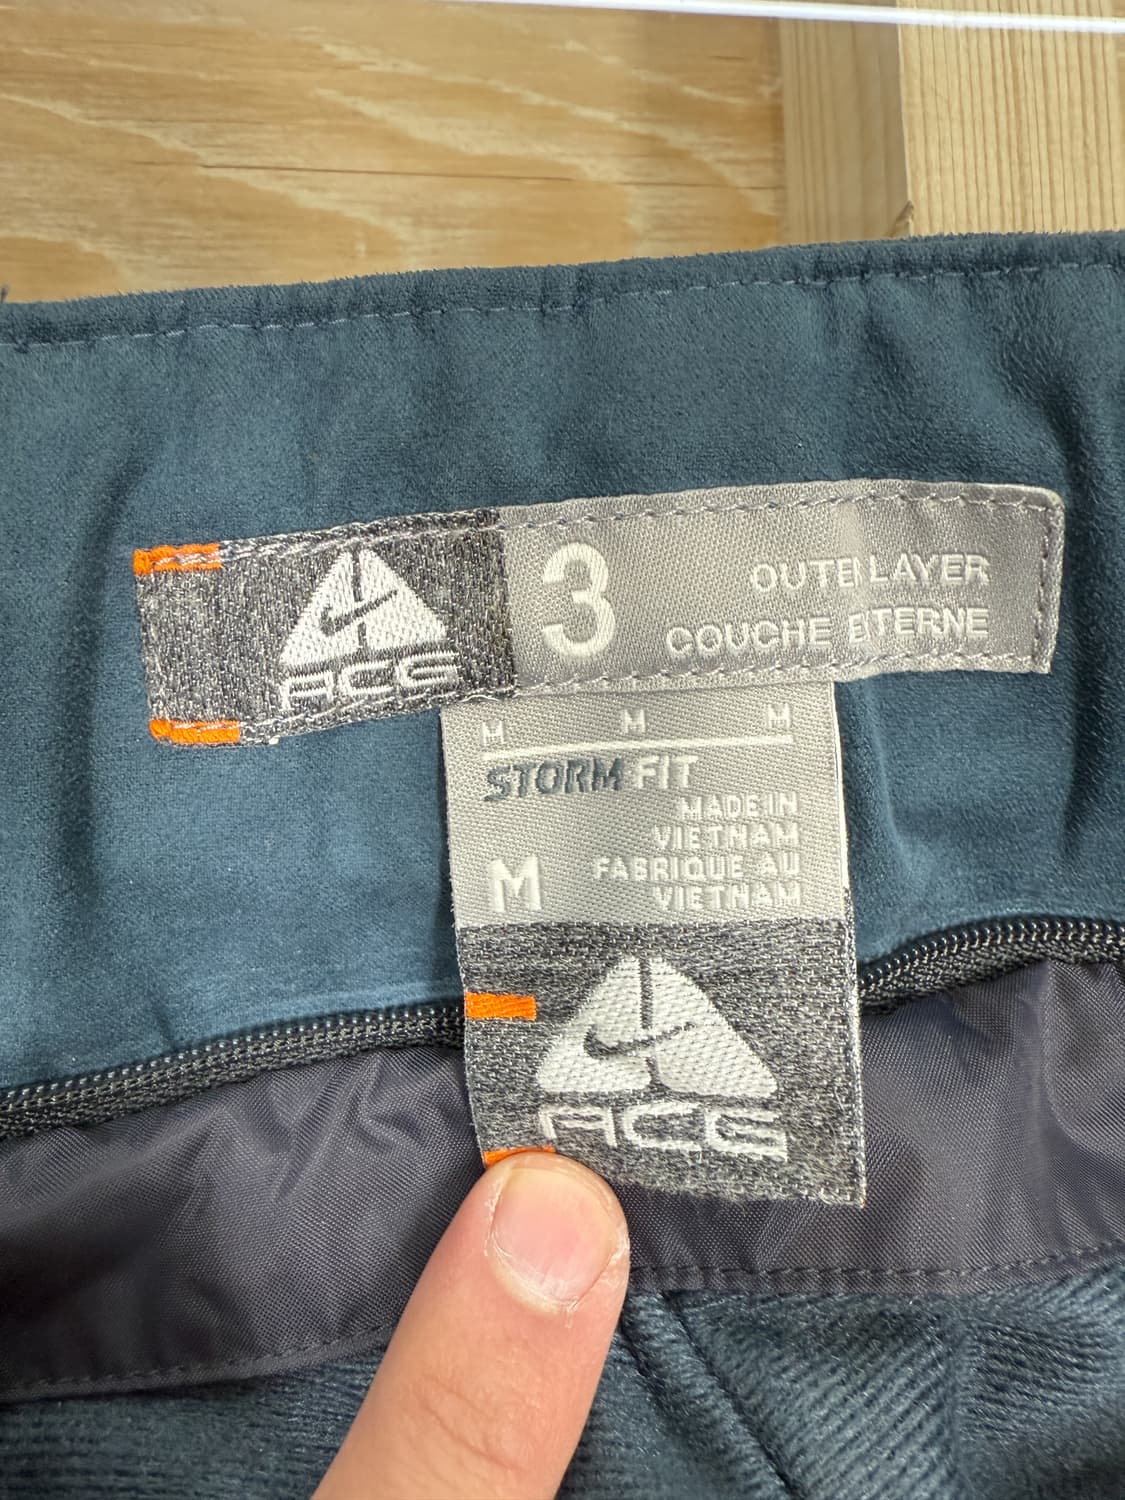 ACG
3
OUTER LAYER
COUCHE EXTERNE
M M M
STORM FIT
MADE IN
VIETNAM
M
FABRIQUE AU
VIETNAM
ACG